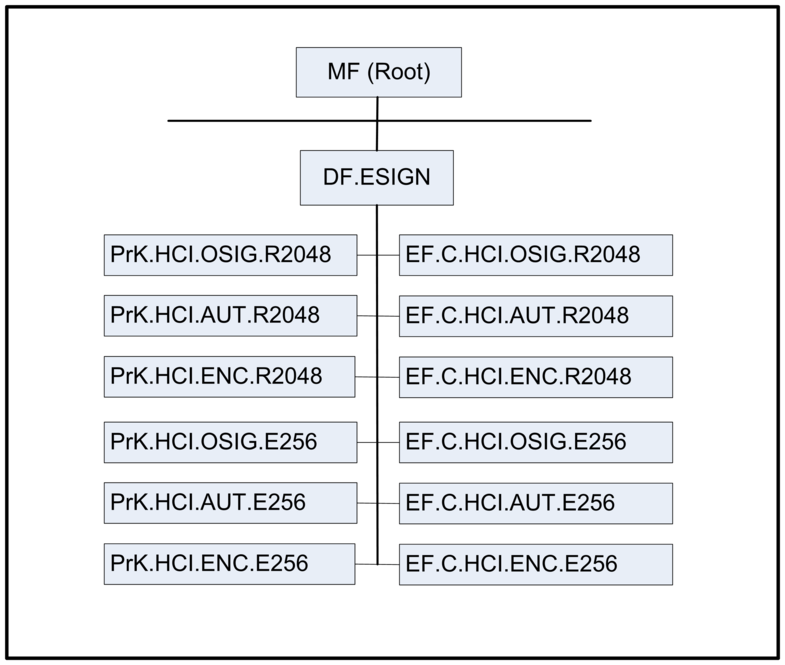 MF (Root)
DF.ESIGN
PrK.HCI.OSIG.R2048
EF.C.HCI.OSIG.R2048
PrK.HCI.AUT.R2048
EF.C.HCI.AUT.R2048
PrK.HCI.ENC.R2048
EF.C.HCI.ENC.R2048
PrK.HCI.OSIG.E256
EF.C.HCI.OSIG.E256
PrK.HCI.AUT.E256
EF.C.HCI.AUT.E256
PrK.HCI.ENC.E256
EF.C.HCI.ENC.E256